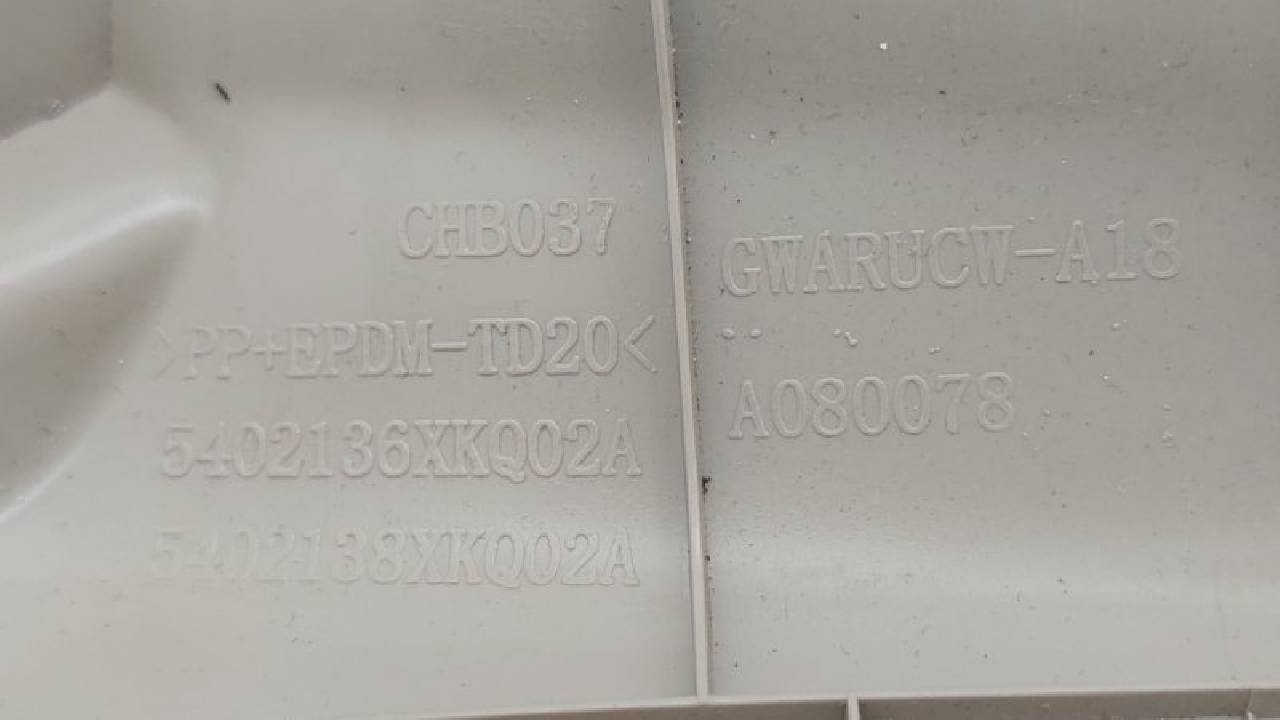 CHB037
>PP+EPDM-TD20<
5402136XKQ02A
5402138XKQ02A
GWARUCW-A18
A080078